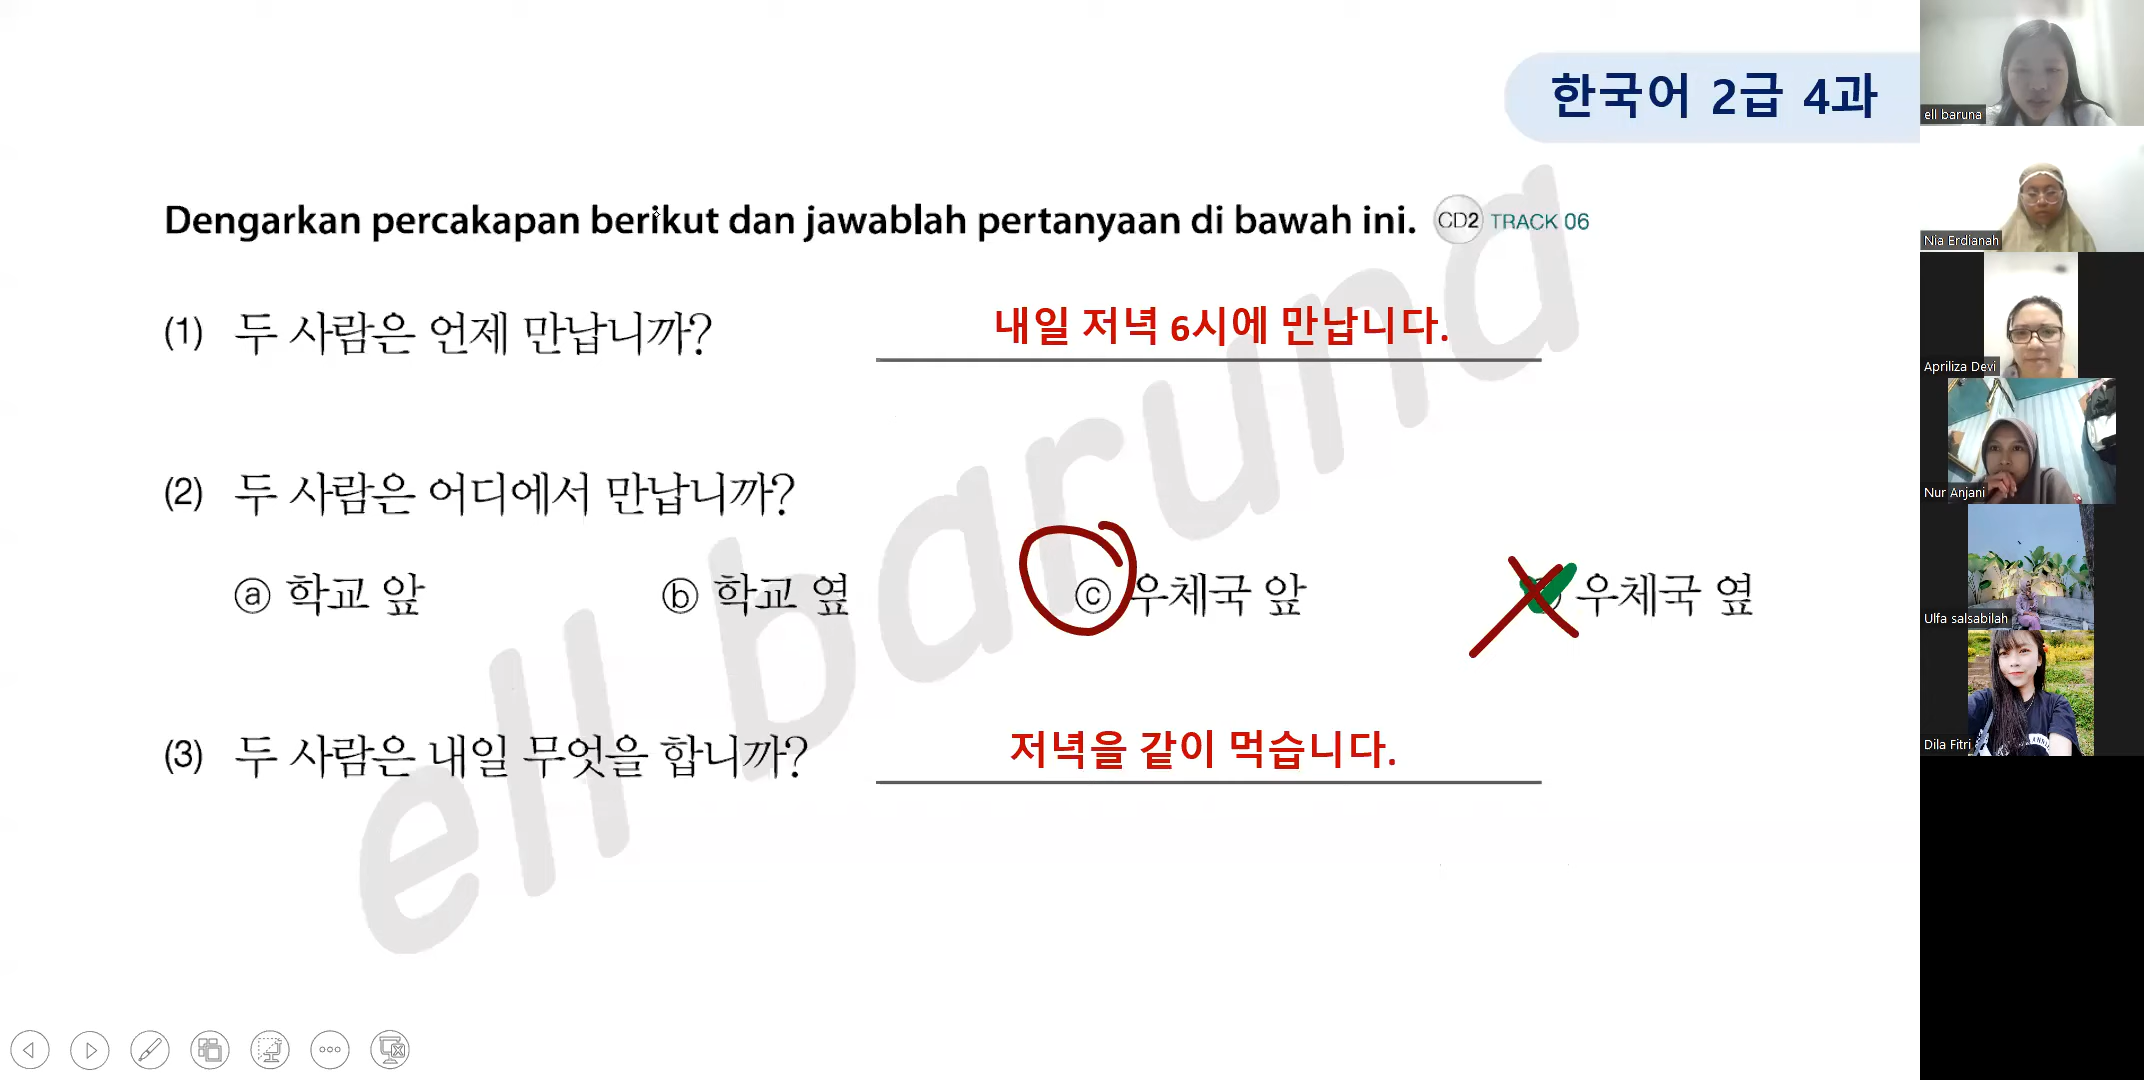 한국어 2급 4과
Dengarkan percakapan berikut dan jawablah pertanyaan di bawah ini. CD2 TRACK 06
(1) 두 사람은 언제 만납니까? 내일 저녁 6시에 만납니다.
(2) 두 사람은 어디에서 만납니까?
ⓐ 학교 앞 ⓑ 학교 옆 ⓒ 우체국 앞 우체국 옆
(3) 두 사람은 내일 무엇을 합니까? 저녁을 같이 먹습니다.
ell baruna
ell baruna
Nia Erdianah
Apriliza Devi
Nur Anjani
Ulfa salsabilah
Dila Fitri